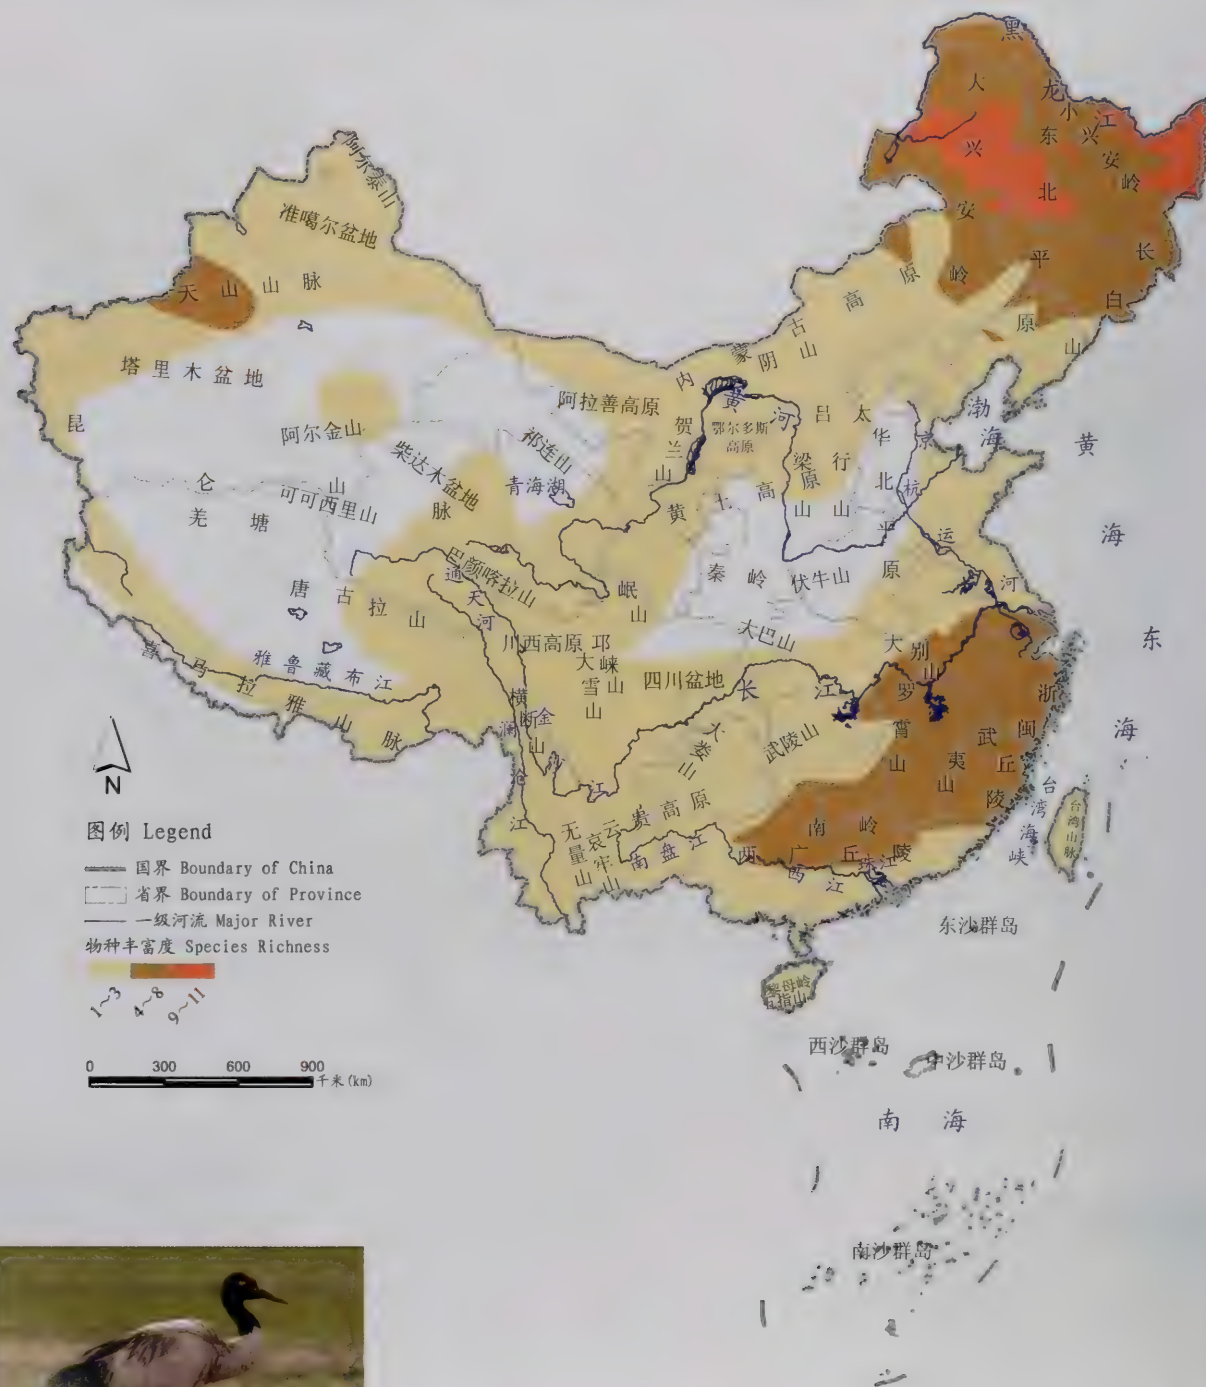 阿尔泰山
准噶尔盆地
天山山脉
塔里木盆地
昆仑山脉
阿尔金山
羌塘
可可西里山
柴达木盆地
祁连山
青海湖
阿拉善高原
内蒙古高原
阴山
贺兰山
黄河
鄂尔多斯
高原
吕梁山
太行山
华北平原
京杭运河
黄土高原
秦岭
伏牛山
大巴山
大别山
巴颜喀拉山
通天河
唐古拉山
岷山
川西高原
邛崃山
大雪山
四川盆地
长江
雅鲁藏布江
喜马拉雅山脉
横断山
金沙江
澜沧江
大娄山
武陵山
罗霄山
武夷山
浙闽丘陵
云贵高原
无量山
哀牢山
南盘江
南岭
两广丘陵
西江
珠江
台湾海峡
台湾山脉
黎母岭
五指山
黑龙江
大兴安岭
小兴安岭
东北平原
长白山
渤海
黄海
东海
东沙群岛
西沙群岛
中沙群岛
南海
南沙群岛
N
图例 Legend
国界 Boundary of China
省界 Boundary of Province
一级河流 Major River
物种丰富度 Species Richness
1~3
4~8
9~11
0 300 600 900
千米(km)